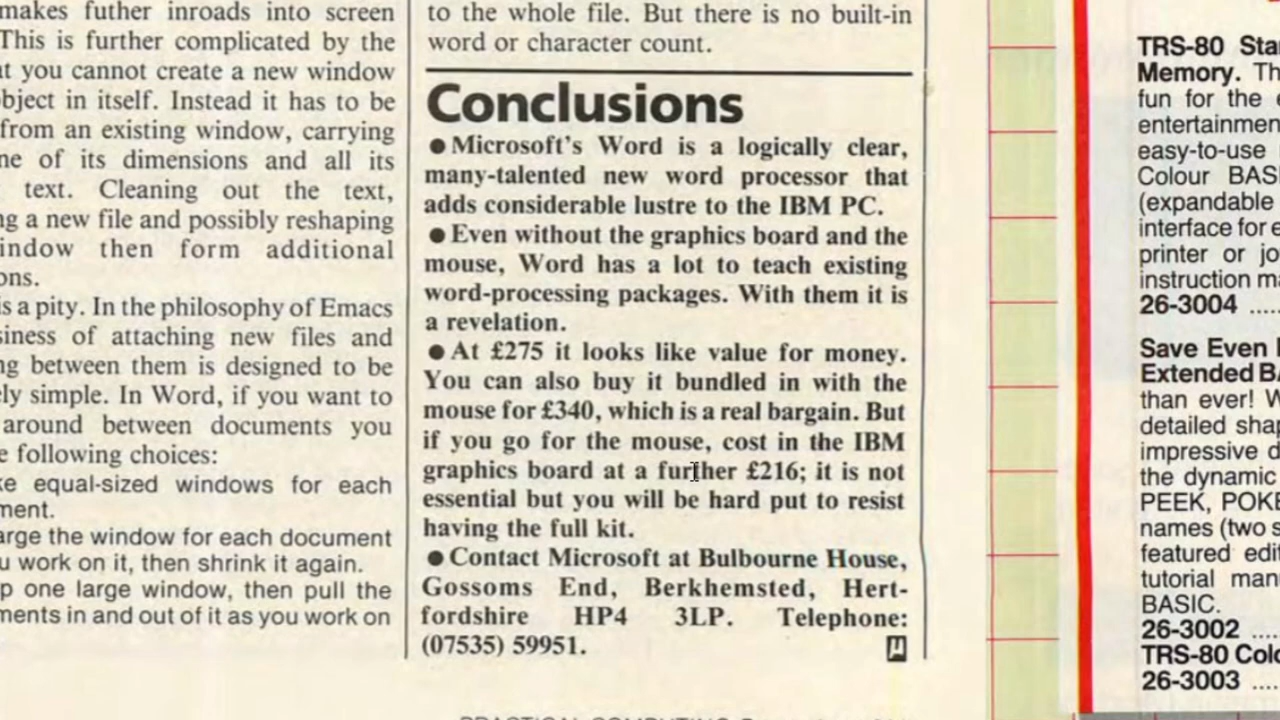 makes futher inroads into screen
This is further complicated by the
you cannot create a new window
object in itself. Instead it has to be
from an existing window, carrying
of its dimensions and all its
text. Cleaning out the text,
a new file and possibly reshaping
window then form additional
is a pity. In the philosophy of Emacs
of attaching new files and
between them is designed to be
simple. In Word, if you want to
around between documents you
following choices:
equal-sized windows for each
the window for each document
work on it, then shrink it again.
one large window, then pull the
in and out of it as you work on
to the whole file. But there is no built-in
word or character count.
Conclusions
● Microsoft's Word is a logically clear,
many-talented new word processor that
adds considerable lustre to the IBM PC.
● Even without the graphics board and the
mouse, Word has a lot to teach existing
word-processing packages. With them it is
a revelation.
● At £275 it looks like value for money.
You can also buy it bundled in with the
mouse for £340, which is a real bargain. But
if you go for the mouse, cost in the IBM
graphics board at a further £216; it is not
essential but you will be hard put to resist
having the full kit.
● Contact Microsoft at Bulbourne House,
Gossoms End, Berkhemsted, Hert-
fordshire HP4 3LP. Telephone:
(07535) 59951. µ
TRS-80
Memory.
fun for the
easy-to-use
Colour
(expandable
interface for
printer or
instruction
26-3004 ....
Save Even
Extended
than ever!
detailed
impressive
the dynamic
PEEK,
names (two
featured
tutorial
BASIC.
26-3002 ....
TRS-80
26-3003 ....